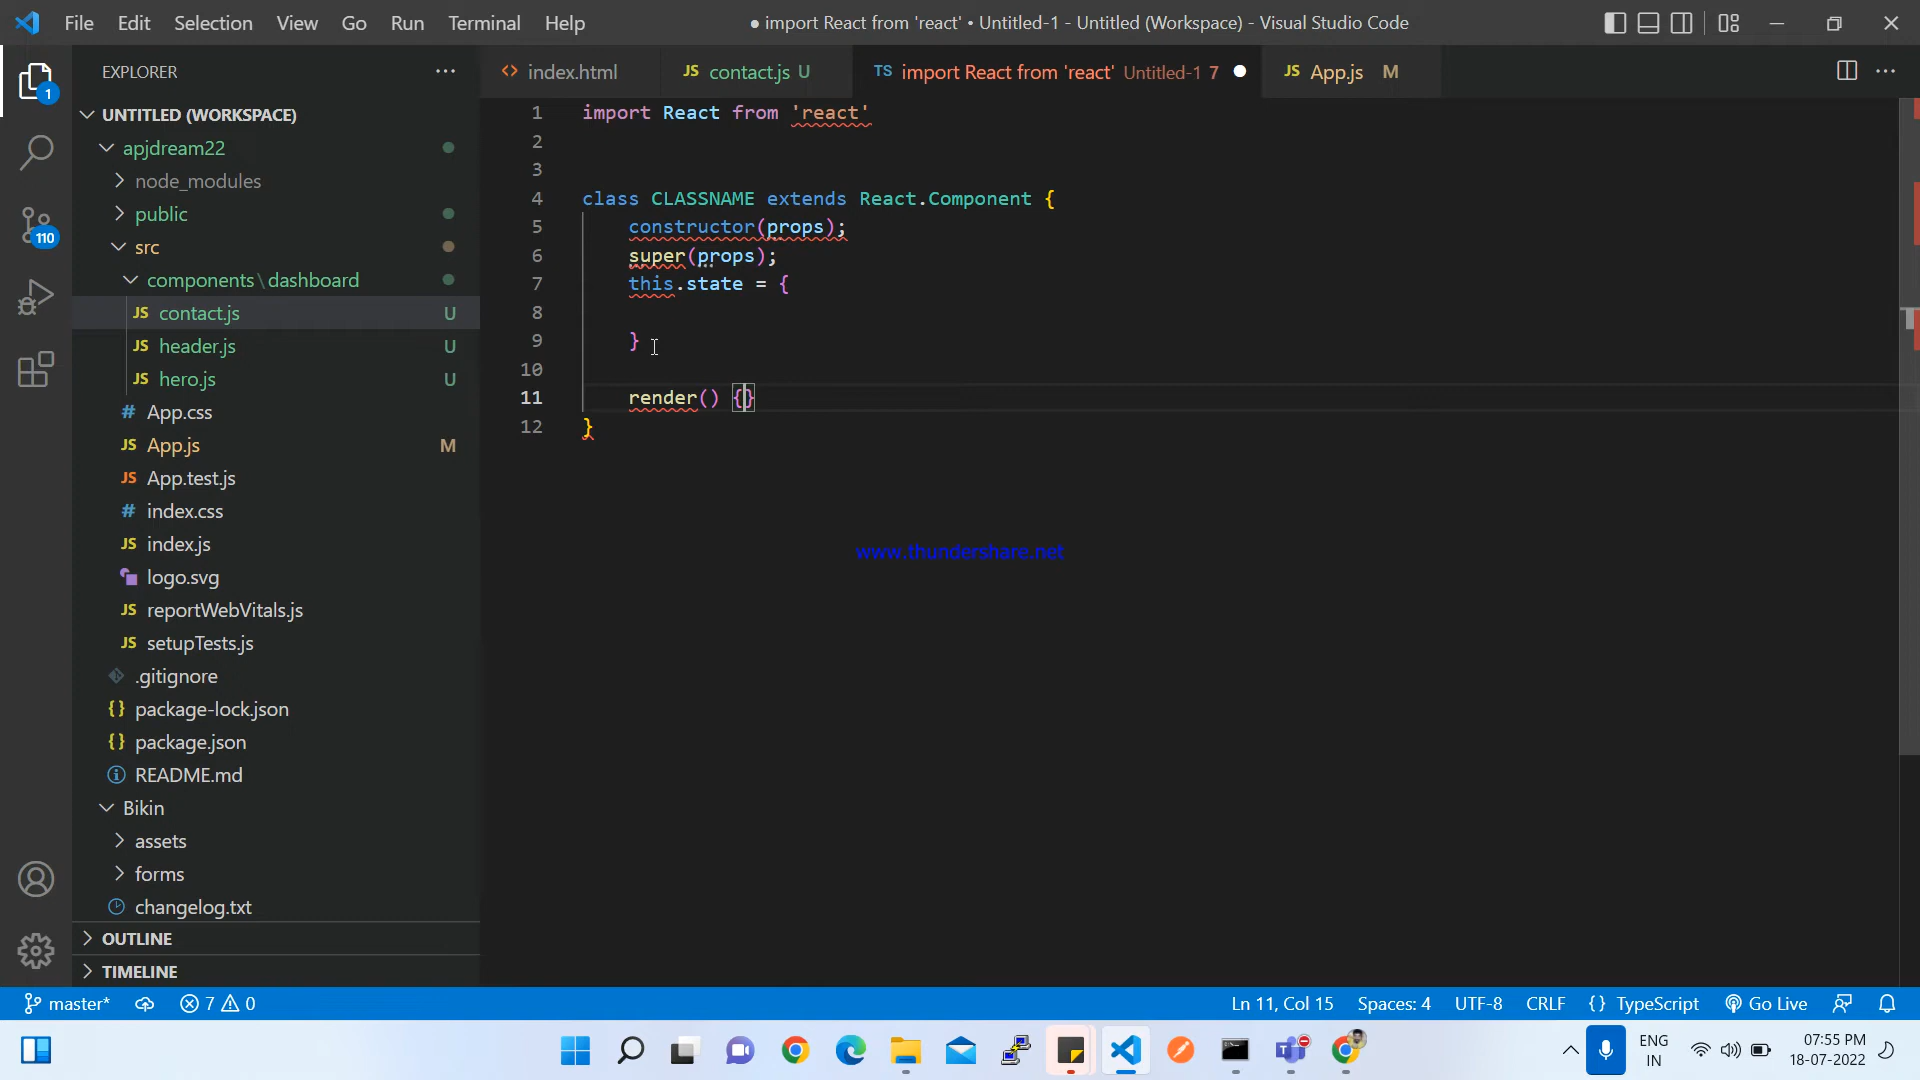 File Edit Selection View Go Run Terminal Help
● import React from 'react' • Untitled-1 - Untitled (Workspace) - Visual Studio Code
EXPLORER
index.html
JS contact.js U
TS import React from 'react' Untitled-1 7
JS App.js M
UNTITLED (WORKSPACE)
apjdream22
node_modules
public
src
components\dashboard
JS contact.js U
JS header.js U
JS hero.js U
# App.css
JS App.js M
JS App.test.js
# index.css
JS index.js
logo.svg
JS reportWebVitals.js
JS setupTests.js
.gitignore
{} package-lock.json
{} package.json
README.md
Bikin
assets
forms
changelog.txt
OUTLINE
TIMELINE
1
110
1 import React from 'react'
2
3
4 class CLASSNAME extends React.Component {
5 constructor(props);
6 super(props);
7 this.state = {
8
9 }
10
11 render() {}
12 }
www.thundershare.net
master* 7 0
Ln 11, Col 15 Spaces: 4 UTF-8 CRLF {} TypeScript Go Live
ENG
IN
07:55 PM
18-07-2022